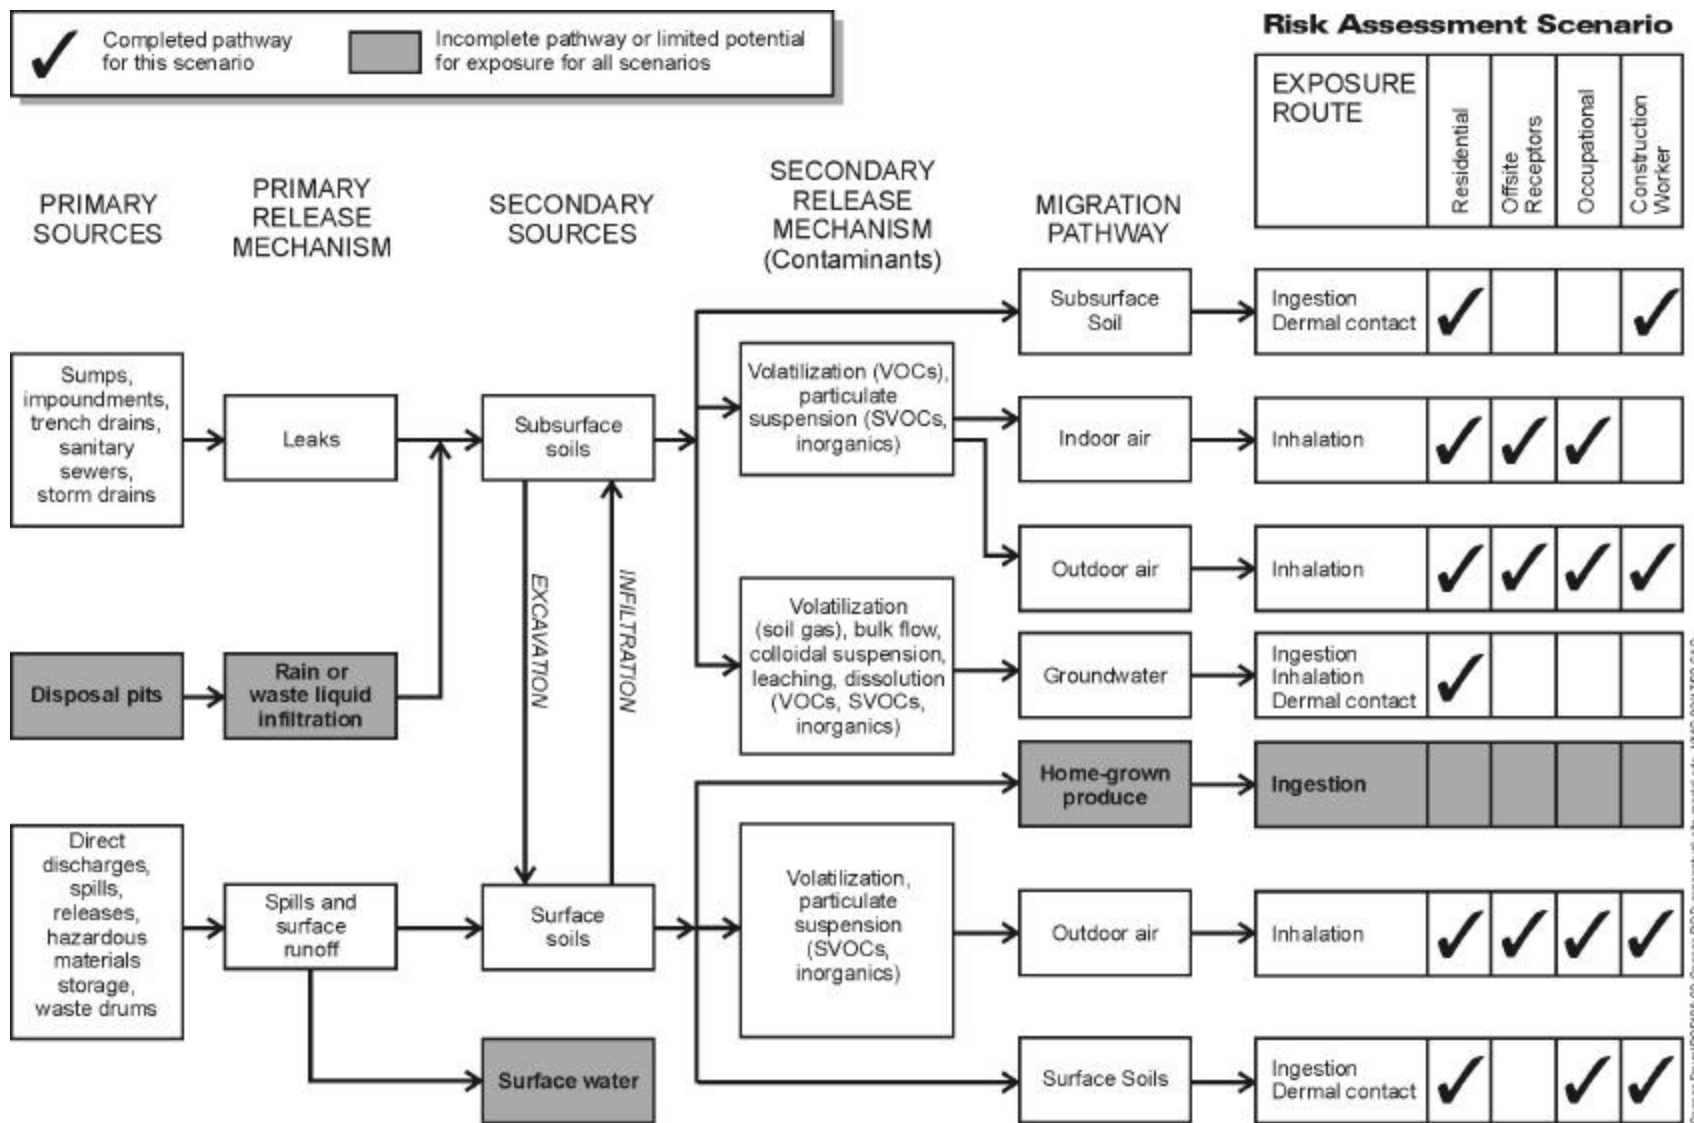 Completed pathway
for this scenario
Incomplete pathway or limited potential
for exposure for all scenarios
Risk Assessment Scenario
EXPOSURE
ROUTE
Residential
Offsite
Receptors
Occupational
Construction
Worker
PRIMARY
SOURCES
PRIMARY
RELEASE
MECHANISM
SECONDARY
SOURCES
SECONDARY
RELEASE
MECHANISM
(Contaminants)
MIGRATION
PATHWAY
Sumps,
impoundments,
trench drains,
sanitary
sewers,
storm drains
Leaks
Subsurface
soils
Volatilization (VOCs),
particulate
suspension (SVOCs,
inorganics)
Subsurface
Soil
Ingestion
Dermal contact
Indoor air
Inhalation
Outdoor air
Inhalation
EXCAVATION
INFILTRATION
Disposal pits
Rain or
waste liquid
infiltration
Volatilization
(soil gas), bulk flow,
colloidal suspension,
leaching, dissolution
(VOCs, SVOCs,
inorganics)
Groundwater
Ingestion
Inhalation
Dermal contact
Home-grown
produce
Ingestion
Direct
discharges,
spills,
releases,
hazardous
materials
storage,
waste drums
Spills and
surface
runoff
Surface
soils
Volatilization,
particulate
suspension
(SVOCs,
inorganics)
Outdoor air
Inhalation
Surface water
Surface Soils
Ingestion
Dermal contact